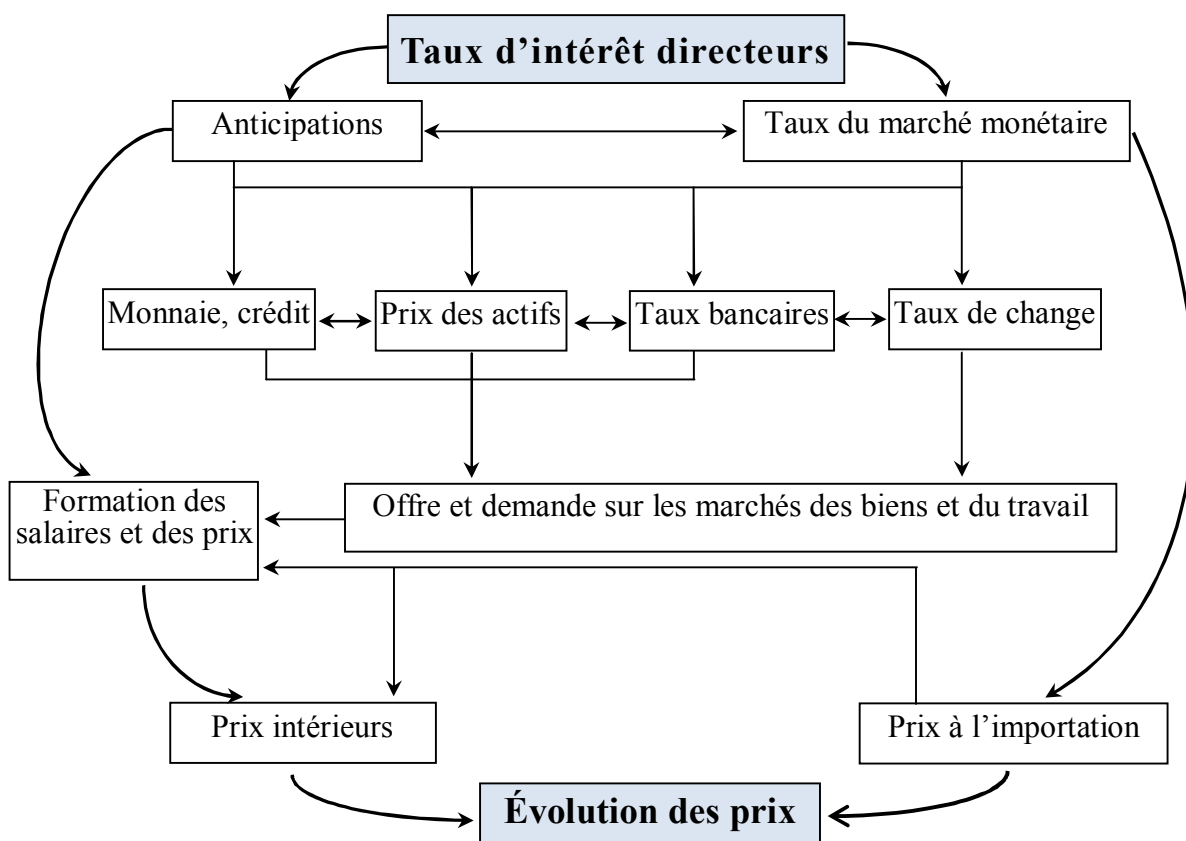 Taux d’intérêt directeurs
Anticipations
Taux du marché monétaire
Monnaie, crédit
Prix des actifs
Taux bancaires
Taux de change
Formation des
salaires et des prix
Offre et demande sur les marchés des biens et du travail
Prix intérieurs
Prix à l’importation
Évolution des prix